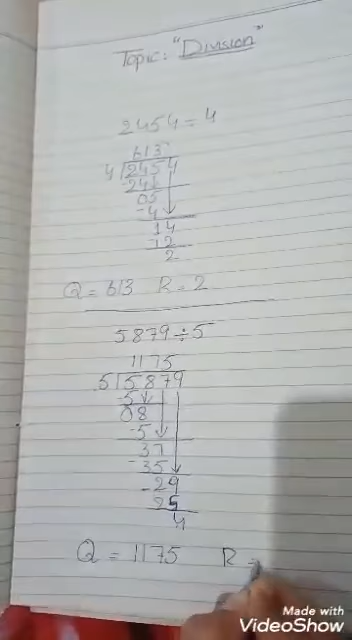 Topic: "Division"
2454 = 4
613
4 2454
-24
05
-4
14
12
2
Q = 613 R = 2
5879 ÷ 5
1175
5 5879
-5
08
-5
37
-35
-29
25
4
Q = 1175 R =
Made with
VideoShow